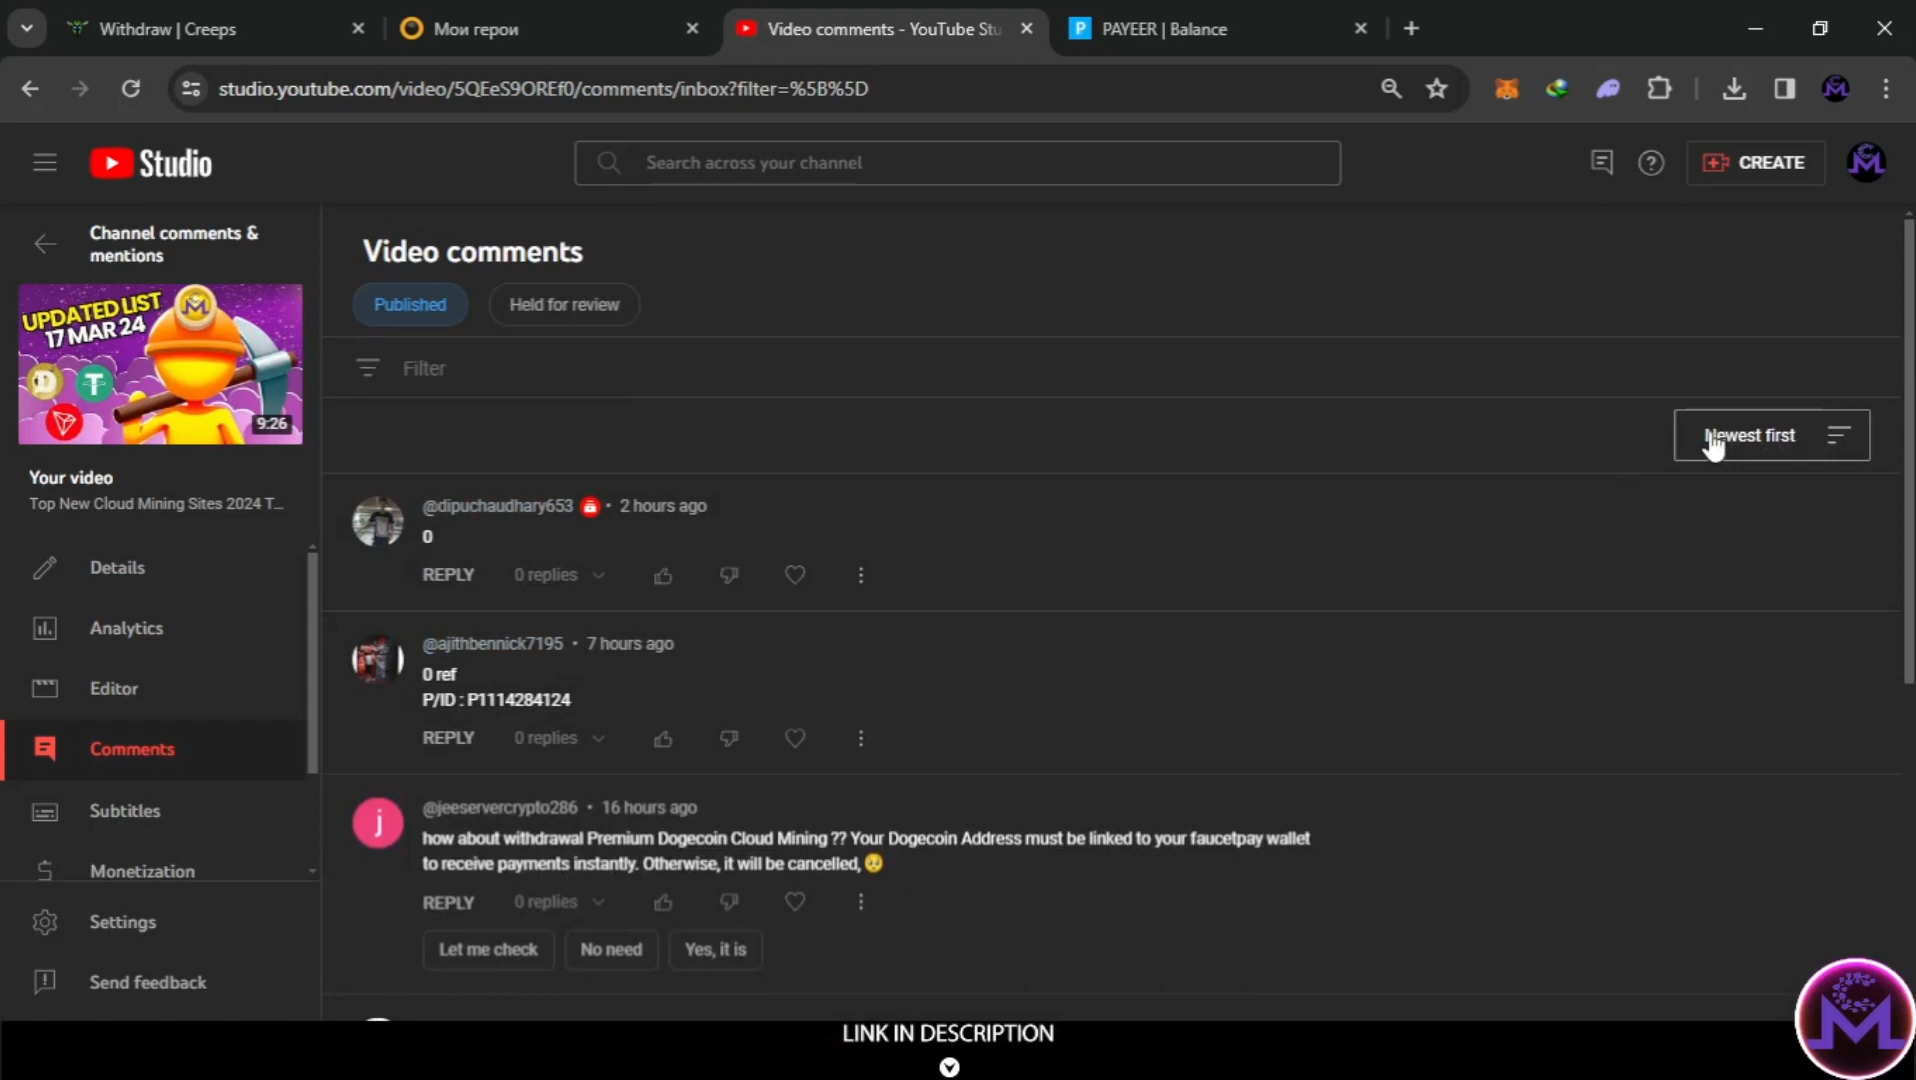 Withdraw | Creeps
Мои герои
Video comments - YouTube Stu
PAYEER | Balance
studio.youtube.com/video/5QEeS9OREf0/comments/inbox?filter=%5B%5D
Studio
Search across your channel
CREATE
Channel comments &
mentions
UPDATED LIST
17 MAR 24
9:26
Your video
Top New Cloud Mining Sites 2024 T...
Details
Analytics
Editor
Comments
Subtitles
Monetization
Settings
Send feedback
Video comments
Published
Held for review
Filter
Newest first
@dipuchaudhary653 • 2 hours ago
0
REPLY 0 replies
@ajithbennick7195 • 7 hours ago
0 ref
P/ID : P1114284124
REPLY 0 replies
@jeeservercrypto286 • 16 hours ago
how about withdrawal Premium Dogecoin Cloud Mining ?? Your Dogecoin Address must be linked to your faucetpay wallet
to receive payments instantly. Otherwise, it will be cancelled, 🥺
REPLY 0 replies
Let me check
No need
Yes, it is
LINK IN DESCRIPTION